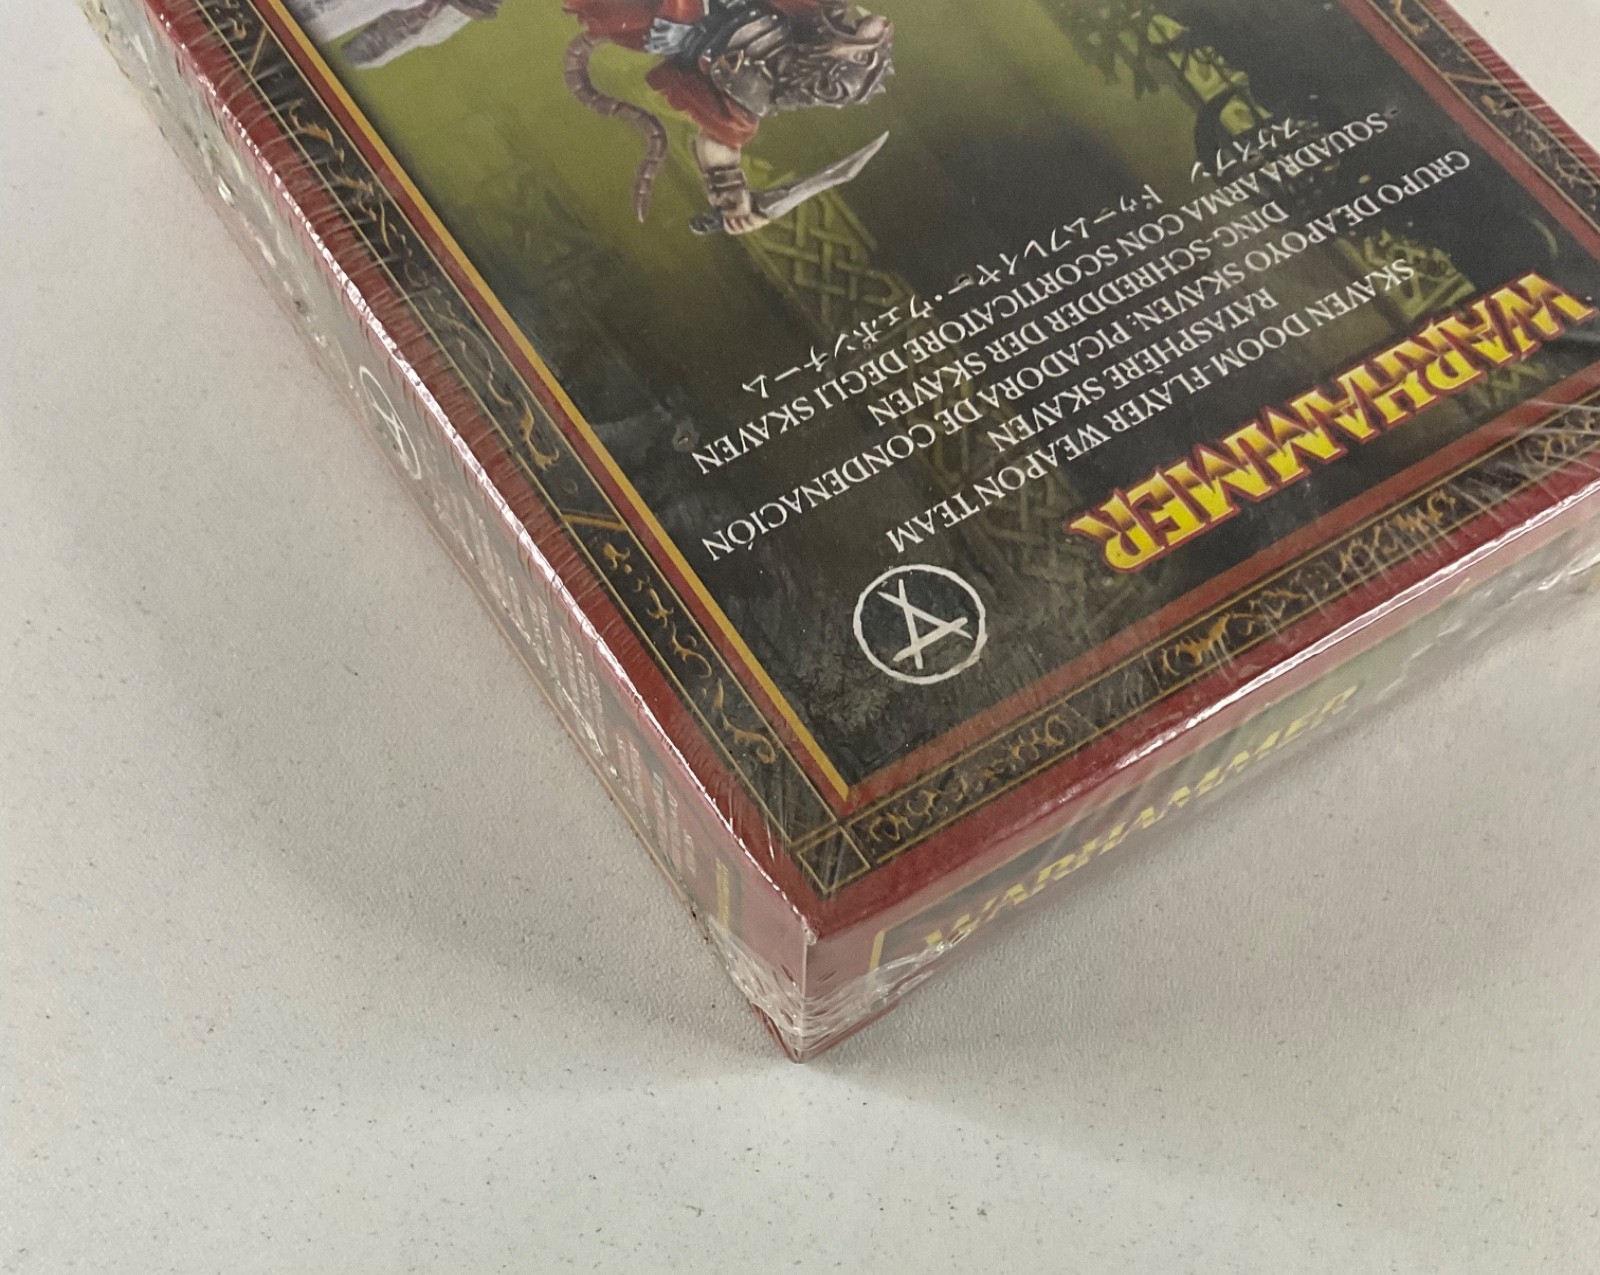 WARHAMMER
SKAVEN DOOM-FLAYER WEAPON TEAM
RATASPHÈRE SKAVEN
GRUPO DE APOYO SKAVEN: PICADORA DE CONDENACIÓN
DING-SCHREDDER DER SKAVEN
SQUADRA ARMA CON SCORTICATORE DEGLI SKAVEN
スケイブン ドゥームフレイヤー・ウェポンチーム
WARHAMMER